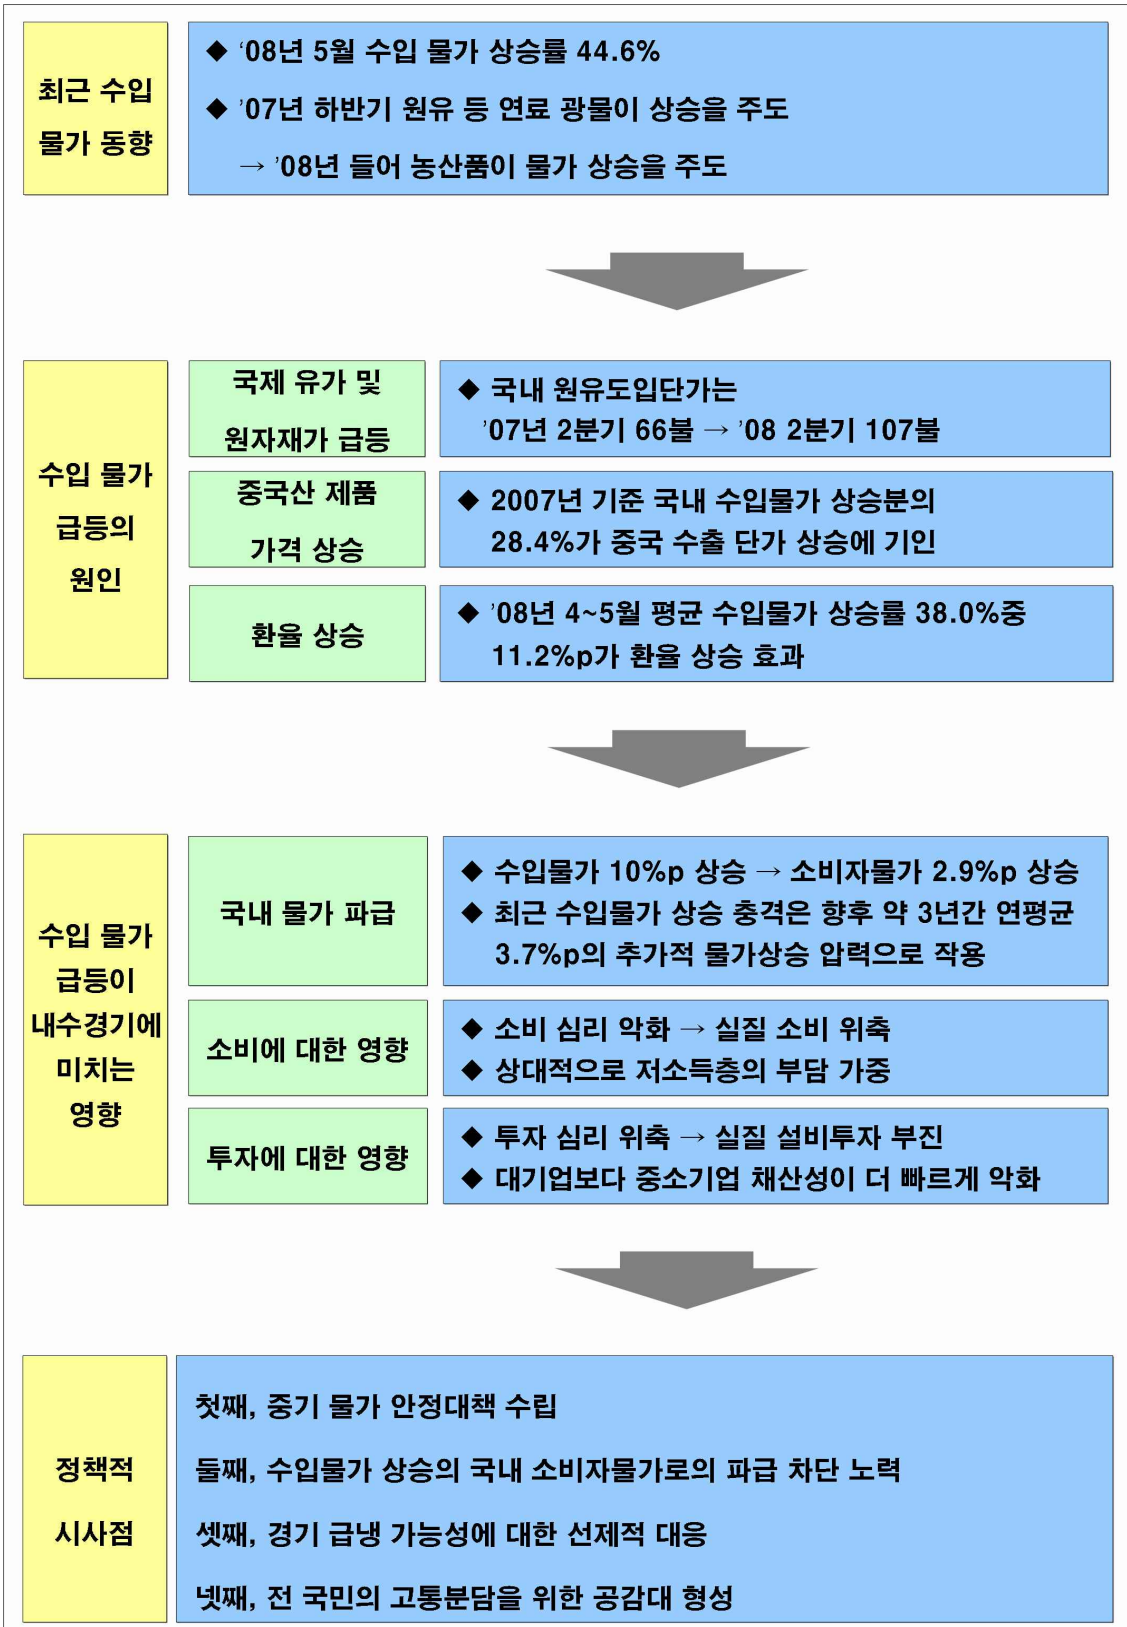 최근 수입
물가 동향
◆ ‘08년 5월 수입 물가 상승률 44.6%
◆ ’07년 하반기 원유 등 연료 광물이 상승을 주도
→ ’08년 들어 농산품이 물가 상승을 주도
수입 물가
급등의
원인
국제 유가 및
원자재가 급등
◆ 국내 원유도입단가는
’07년 2분기 66불 → ’08 2분기 107불
중국산 제품
가격 상승
◆ 2007년 기준 국내 수입물가 상승분의
28.4%가 중국 수출 단가 상승에 기인
환율 상승
◆ ’08년 4~5월 평균 수입물가 상승률 38.0%중
11.2%p가 환율 상승 효과
수입 물가
급등이
내수경기에
미치는
영향
국내 물가 파급
◆ 수입물가 10%p 상승 → 소비자물가 2.9%p 상승
◆ 최근 수입물가 상승 충격은 향후 약 3년간 연평균
3.7%p의 추가적 물가상승 압력으로 작용
소비에 대한 영향
◆ 소비 심리 악화 → 실질 소비 위축
◆ 상대적으로 저소득층의 부담 가중
투자에 대한 영향
◆ 투자 심리 위축 → 실질 설비투자 부진
◆ 대기업보다 중소기업 채산성이 더 빠르게 악화
정책적
시사점
첫째, 중기 물가 안정대책 수립
둘째, 수입물가 상승의 국내 소비자물가로의 파급 차단 노력
셋째, 경기 급냉 가능성에 대한 선제적 대응
넷째, 전 국민의 고통분담을 위한 공감대 형성